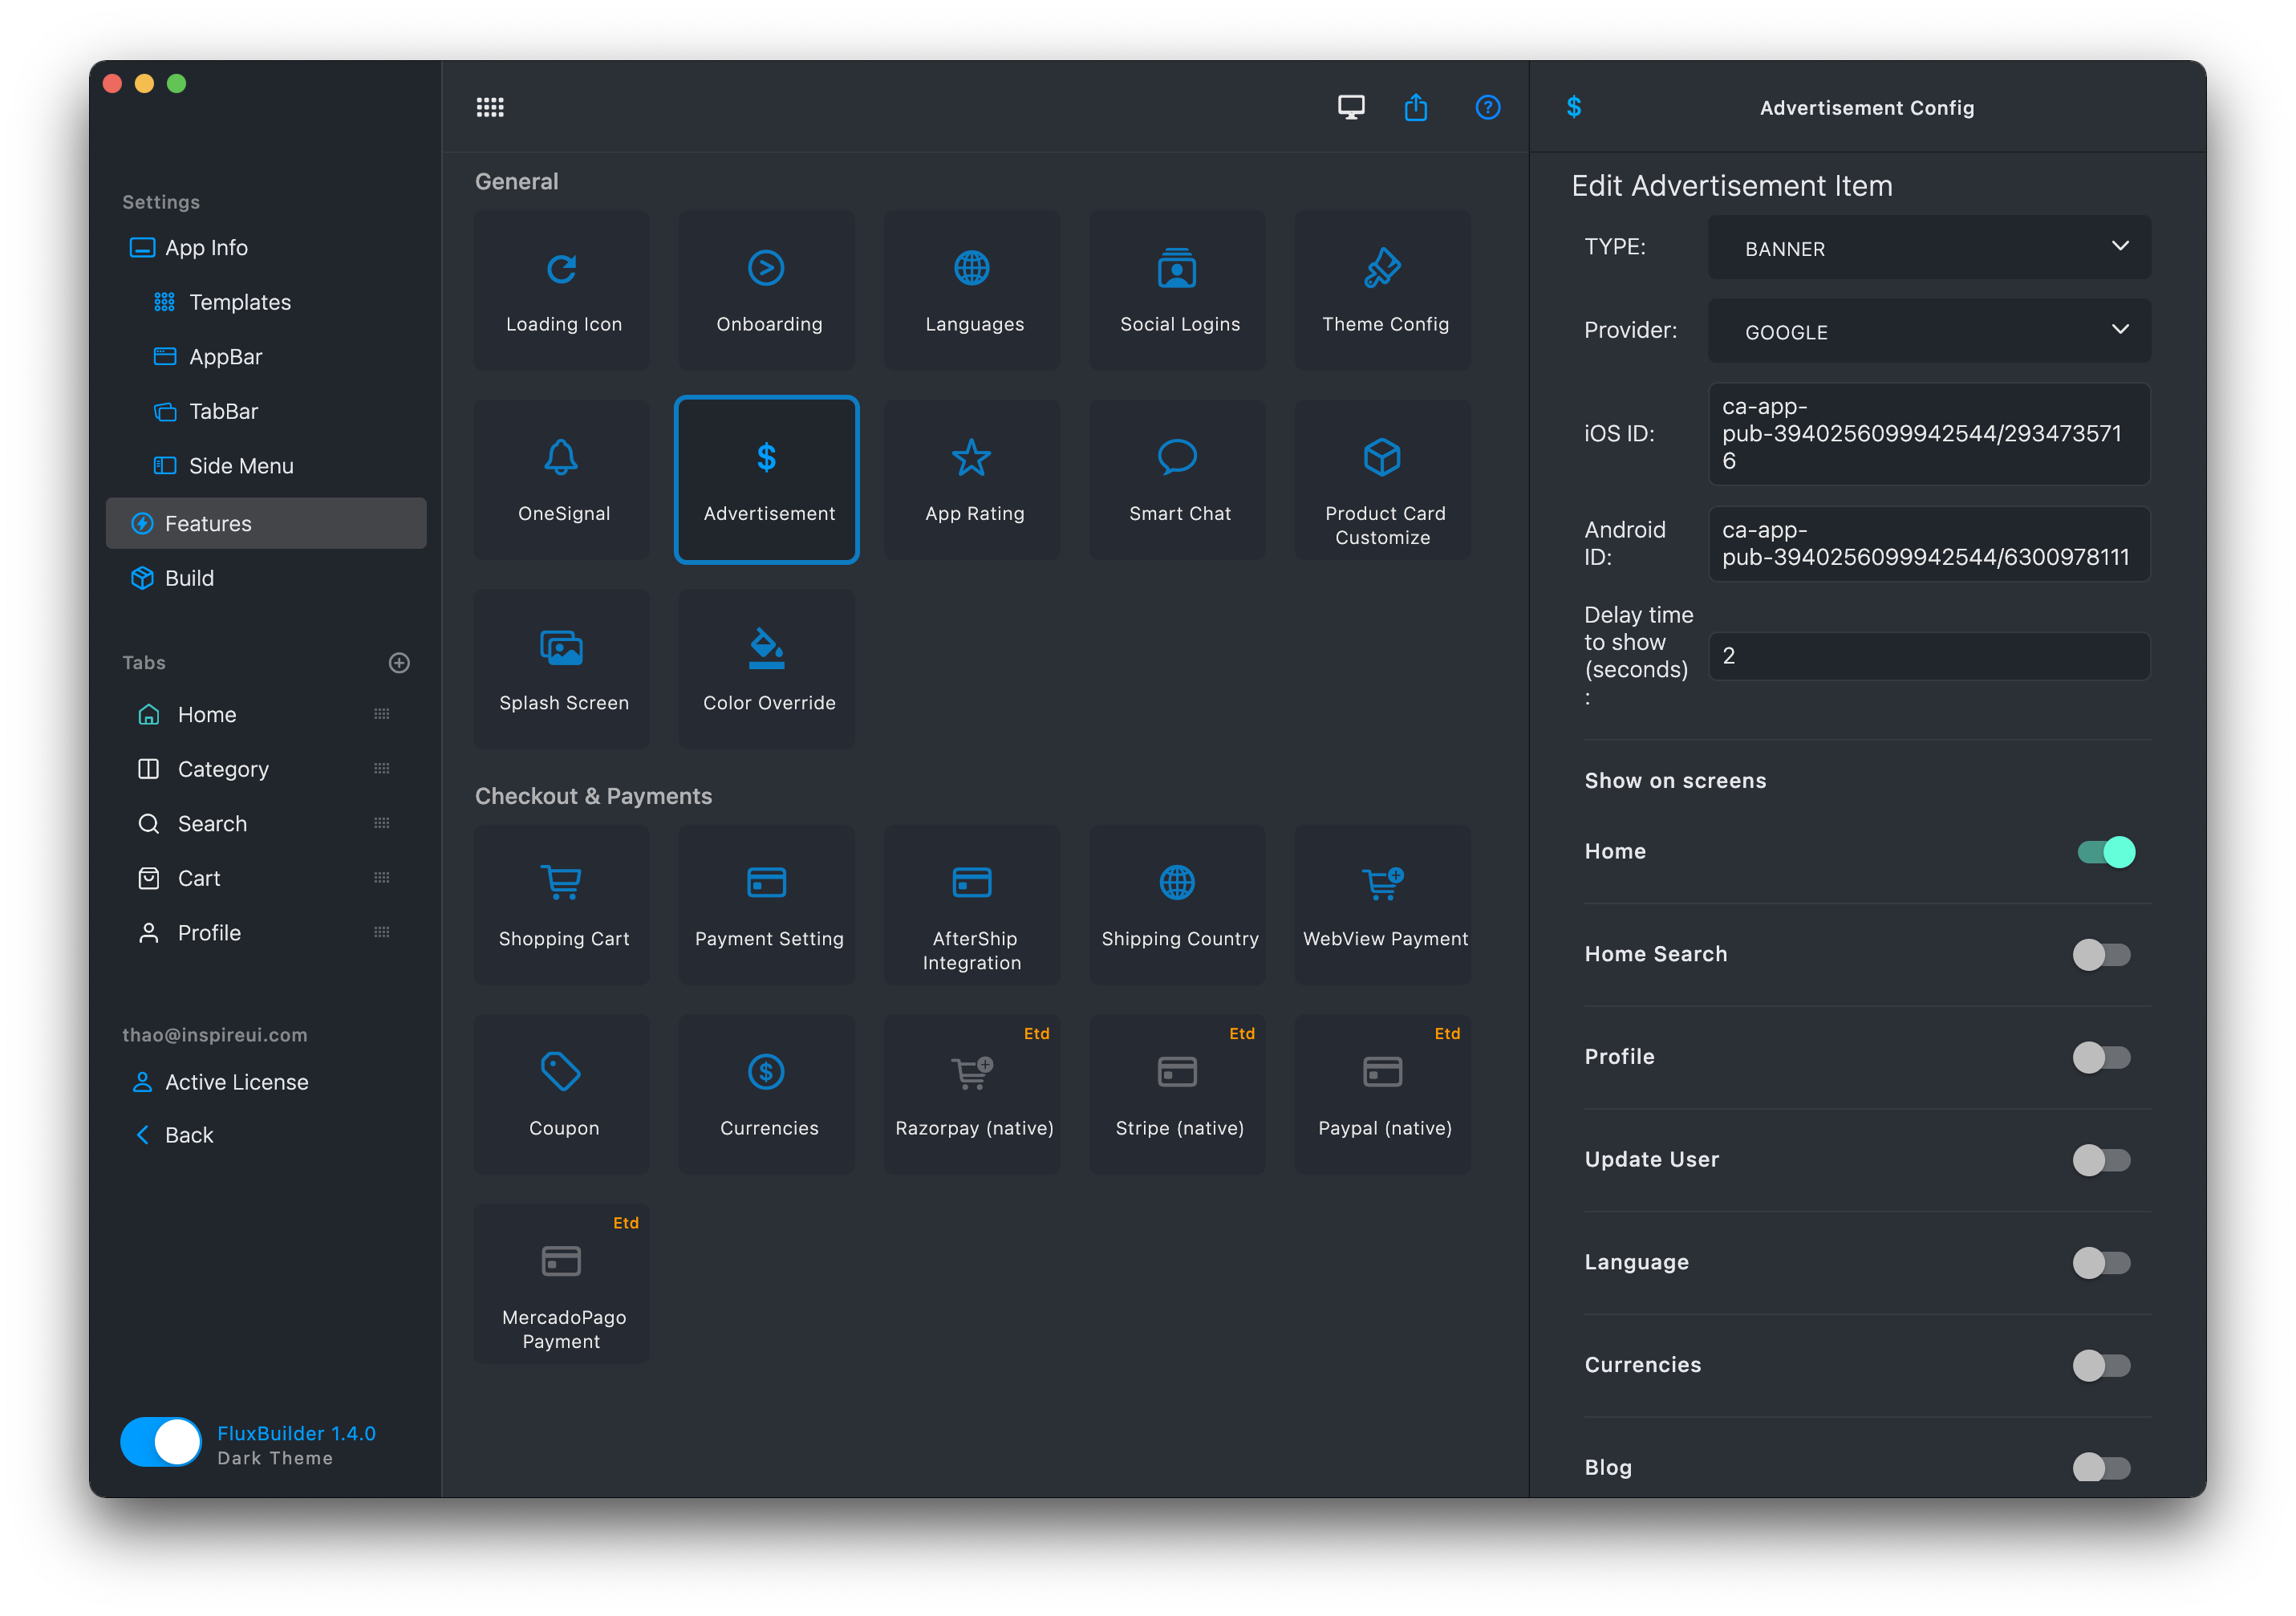 Settings
App Info
Templates
AppBar
TabBar
Side Menu
Features
Build
Tabs
Home
Category
Search
Cart
Profile
thao@inspireui.com
Active License
Back
FluxBuilder 1.4.0
Dark Theme
General
Loading Icon
Onboarding
Languages
Social Logins
Theme Config
OneSignal
$
Advertisement
App Rating
Smart Chat
Product Card
Customize
Splash Screen
Color Override
Checkout & Payments
Shopping Cart
Payment Setting
AfterShip
Integration
Shipping Country
WebView Payment
Coupon
$
Currencies
Etd
Razorpay (native)
Etd
Stripe (native)
Etd
Paypal (native)
Etd
MercadoPago
Payment
?
$
Advertisement Config
Edit Advertisement Item
TYPE:
BANNER
Provider:
GOOGLE
iOS ID:
ca-app-
pub-3940256099942544/293473571
6
Android
ID:
ca-app-
pub-3940256099942544/6300978111
Delay time
to show
(seconds)
:
2
Show on screens
Home
Home Search
Profile
Update User
Language
Currencies
Blog